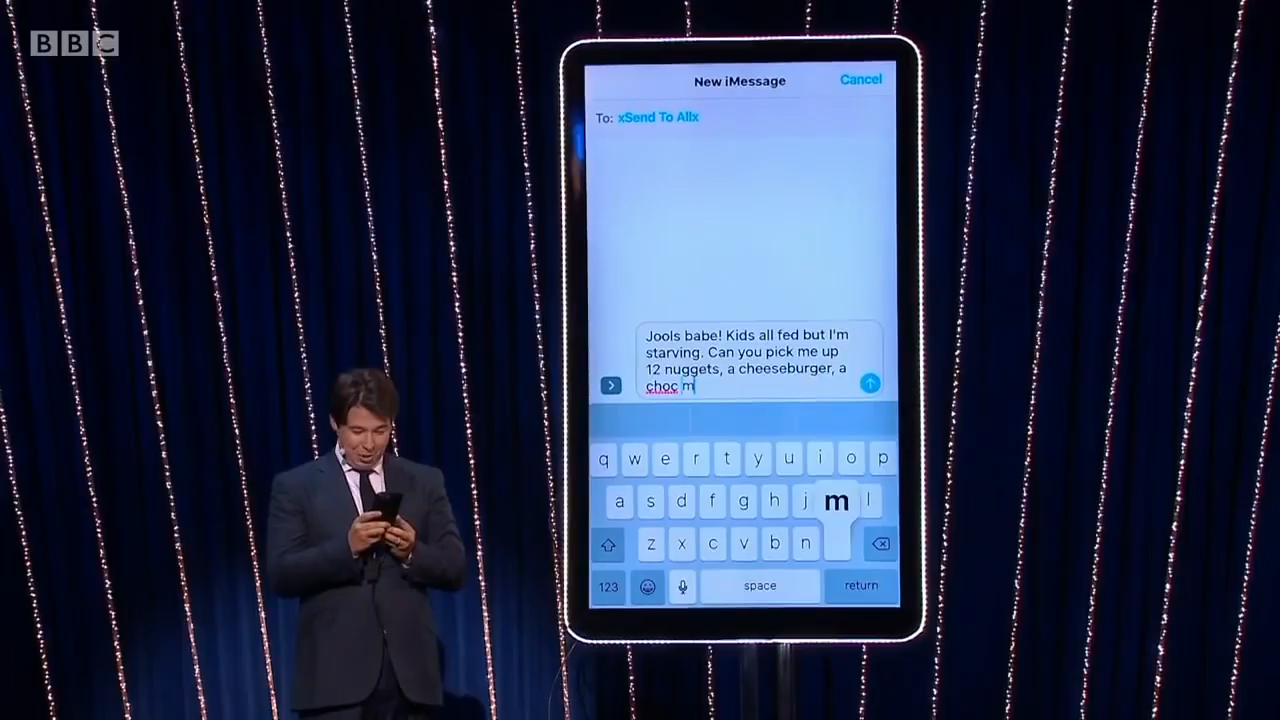 BBC
New iMessage
Cancel
To: xSend To Allx
Jools babe! Kids all fed but I'm
starving. Can you pick me up
12 nuggets, a cheeseburger, a
choc m
q w e r t y u i o p
a s d f g h j m l
z x c v b n
123 space return